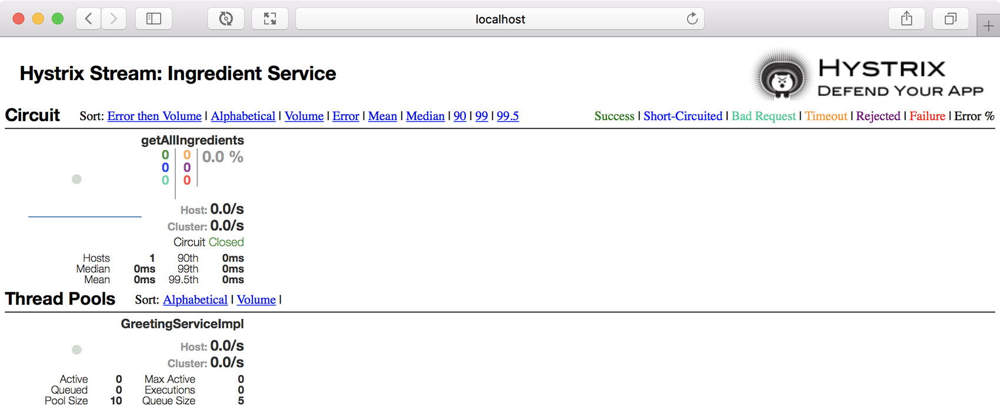 localhost
Hystrix Stream: Ingredient Service
HYSTRIX
DEFEND YOUR APP
Circuit Sort: Error then Volume | Alphabetical | Volume | Error | Mean | Median | 90 | 99 | 99.5 Success | Short-Circuited | Bad Request | Timeout | Rejected | Failure | Error %
getAllIngredients
0 0 0.0 %
0 0
0 0
Host: 0.0/s
Cluster: 0.0/s
Circuit Closed
Hosts 1 90th 0ms
Median 0ms 99th 0ms
Mean 0ms 99.5th 0ms
Thread Pools Sort: Alphabetical | Volume |
GreetingServiceImpl
Host: 0.0/s
Cluster: 0.0/s
Active 0 Max Active 0
Queued 0 Executions 0
Pool Size 10 Queue Size 5